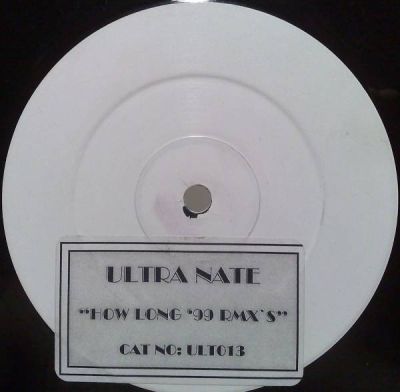 ULTRA NATE
"HOW LONG '99 RMX`S"
CAT NO: ULT013